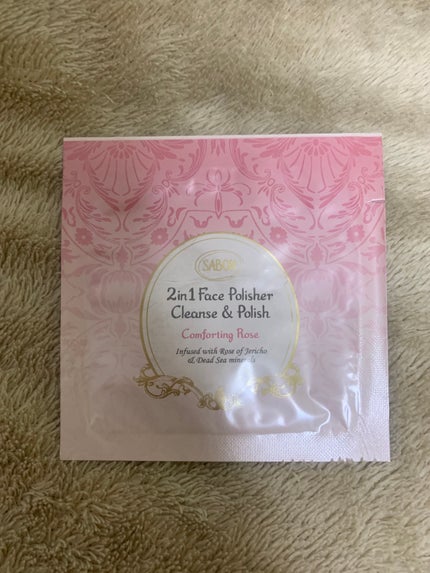 SABON
2in1 Face Polisher
Cleanse & Polish
Comforting Rose
Infused with Rose of Jericho
& Dead Sea minerals